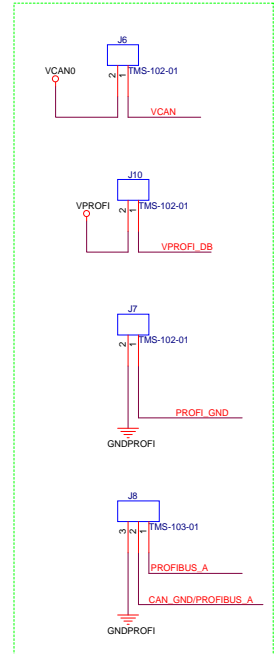 J6
VCAN0
2
1
TMS-102-01
VCAN
J10
VPROFI
2
1
TMS-102-01
VPROFI_DB
J7
2
1
TMS-102-01
PROFI_GND
GNDPROFI
J8
3
2
1
TMS-103-01
PROFIBUS_A
CAN_GND/PROFIBUS_A
GNDPROFI